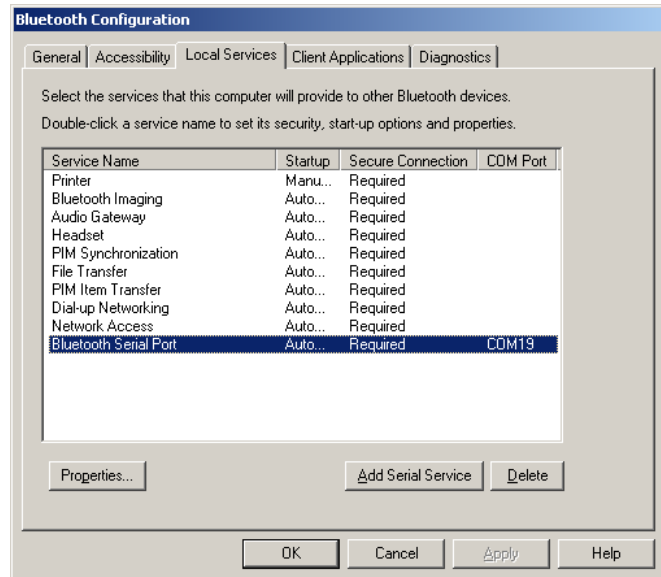 Bluetooth Configuration
General Accessibility Local Services Client Applications Diagnostics
Select the services that this computer will provide to other Bluetooth devices.
Double-click a service name to set its security, start-up options and properties.
Service Name Startup Secure Connection COM Port
Printer Manu... Required
Bluetooth Imaging Auto... Required
Audio Gateway Auto... Required
Headset Auto... Required
PIM Synchronization Auto... Required
File Transfer Auto... Required
PIM Item Transfer Auto... Required
Dial-up Networking Auto... Required
Network Access Auto... Required
Bluetooth Serial Port Auto... Required COM19
Properties... Add Serial Service Delete
OK Cancel Apply Help